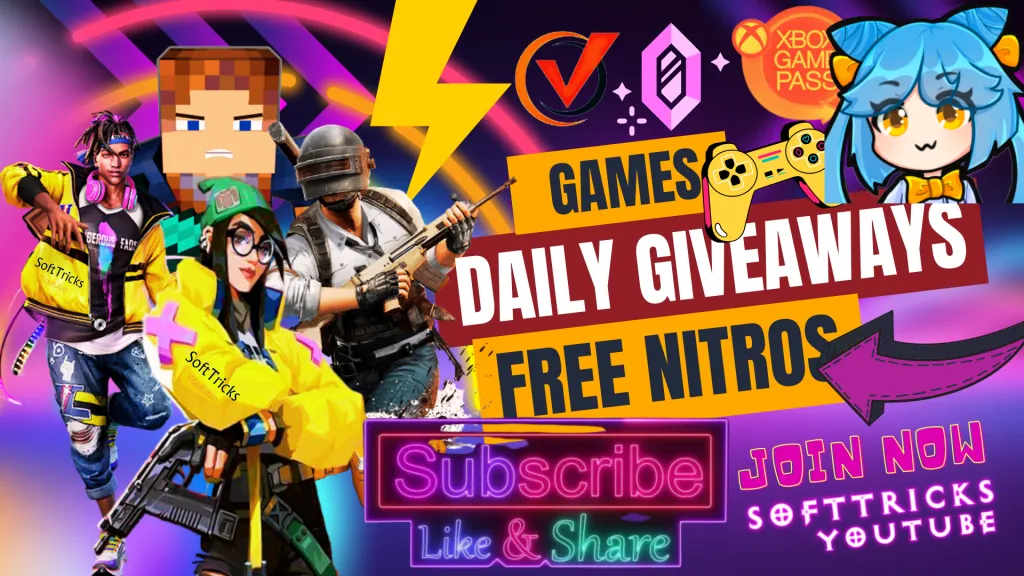 XBOX
GAME
PASS
GAMES
DAILY GIVEAWAYS
FREE NITROS
SoftTricks
SoftTricks
Subscribe
Like & Share
JOIN NOW
SOFTTRICKS
YOUTUBE